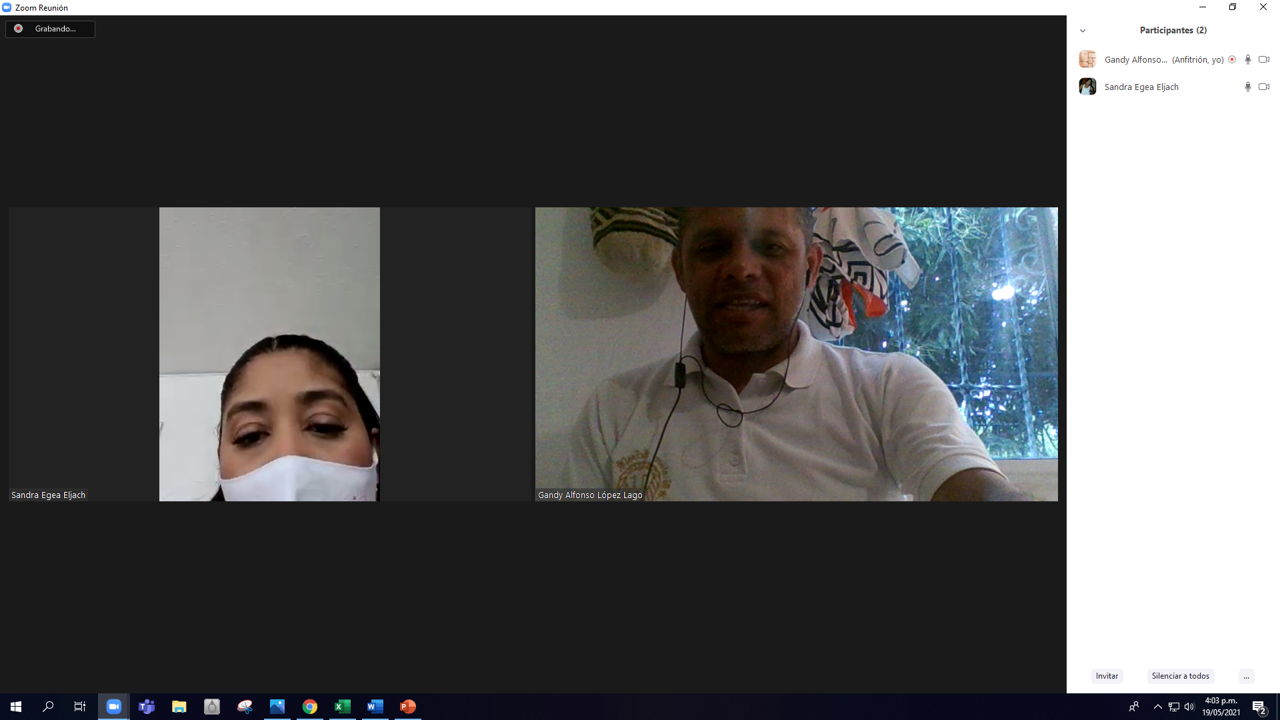 Zoom Reunión
Grabando...
Participantes (2)
Gandy Alfonso... (Anfitrión, yo)
Sandra Egea Eljach
Sandra Egea Eljach
Gandy Alfonso López Lago
Invitar
Silenciar a todos
...
4:03 p.m.
19/05/2021
2